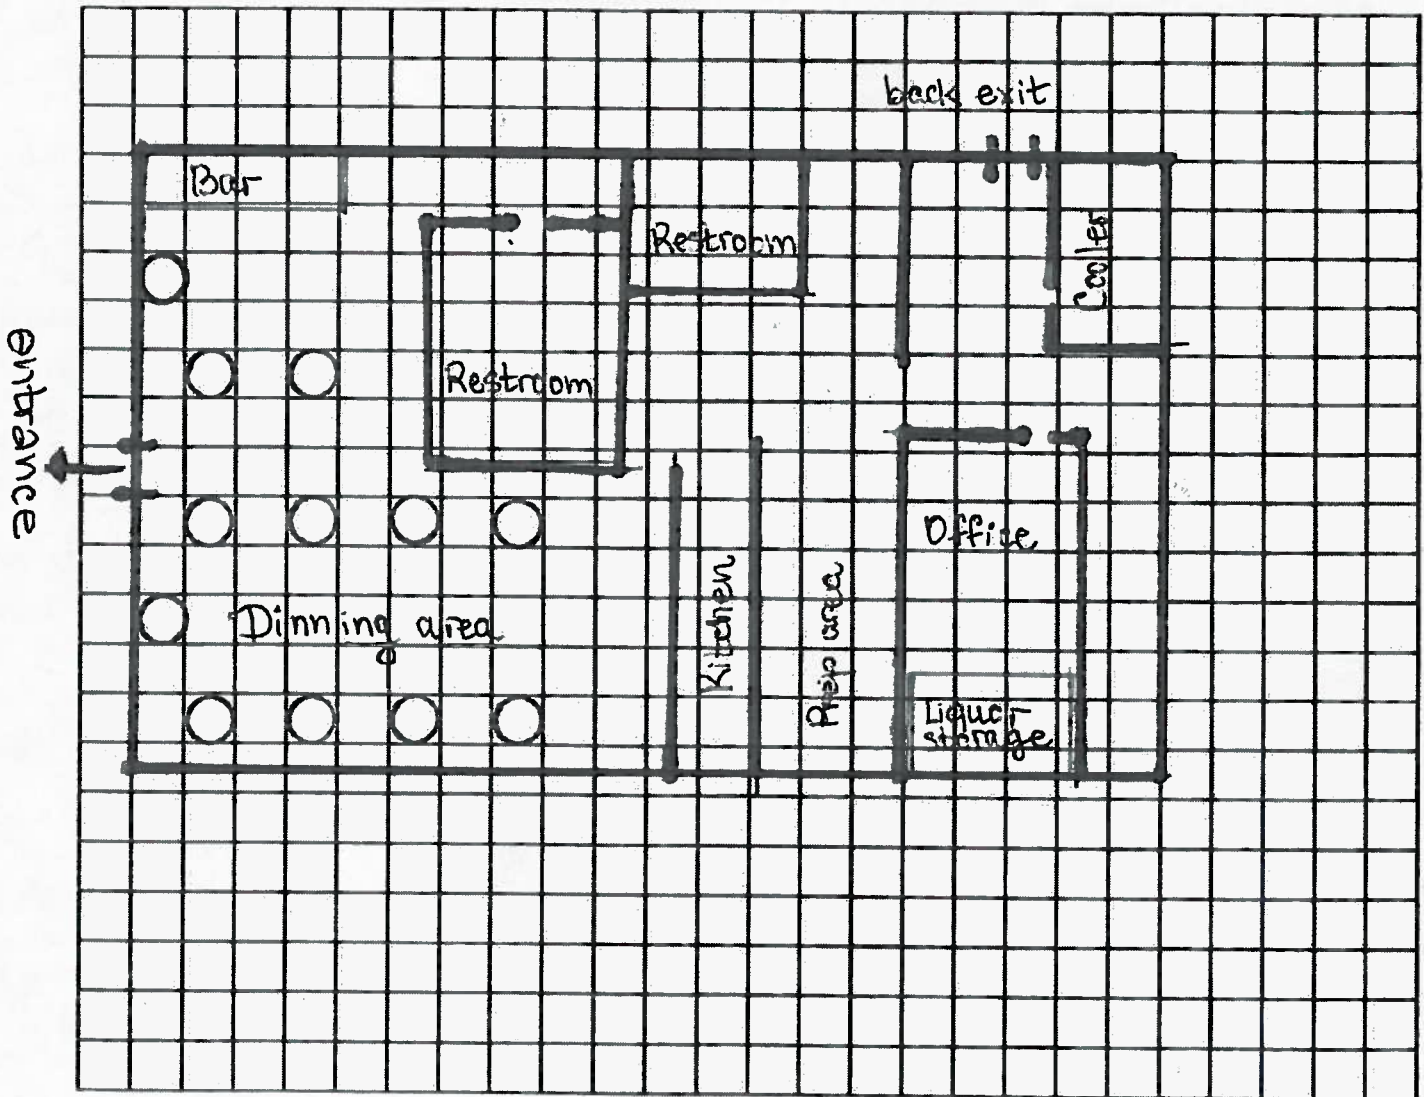 back exit
Bar
Restroom
Cooler
entrance
Restroom
Office
Dinning area
Kitchen
Prep area
Liquor
storage